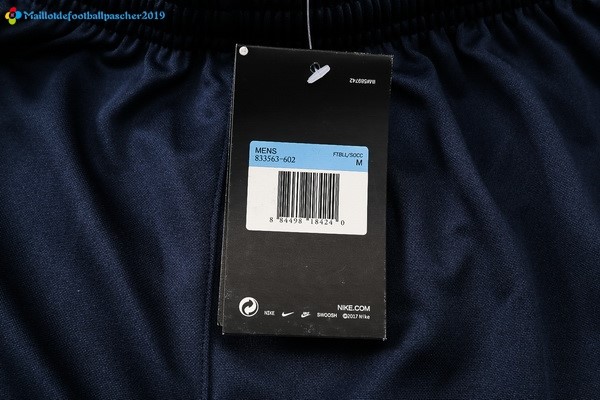 Maillotdefootballpascher2019
MENS
833563-602
FTBLL/SOCC
M
8 84498 18424 0
NIKE.COM
NIKE SWOOSH ©2017 Nike